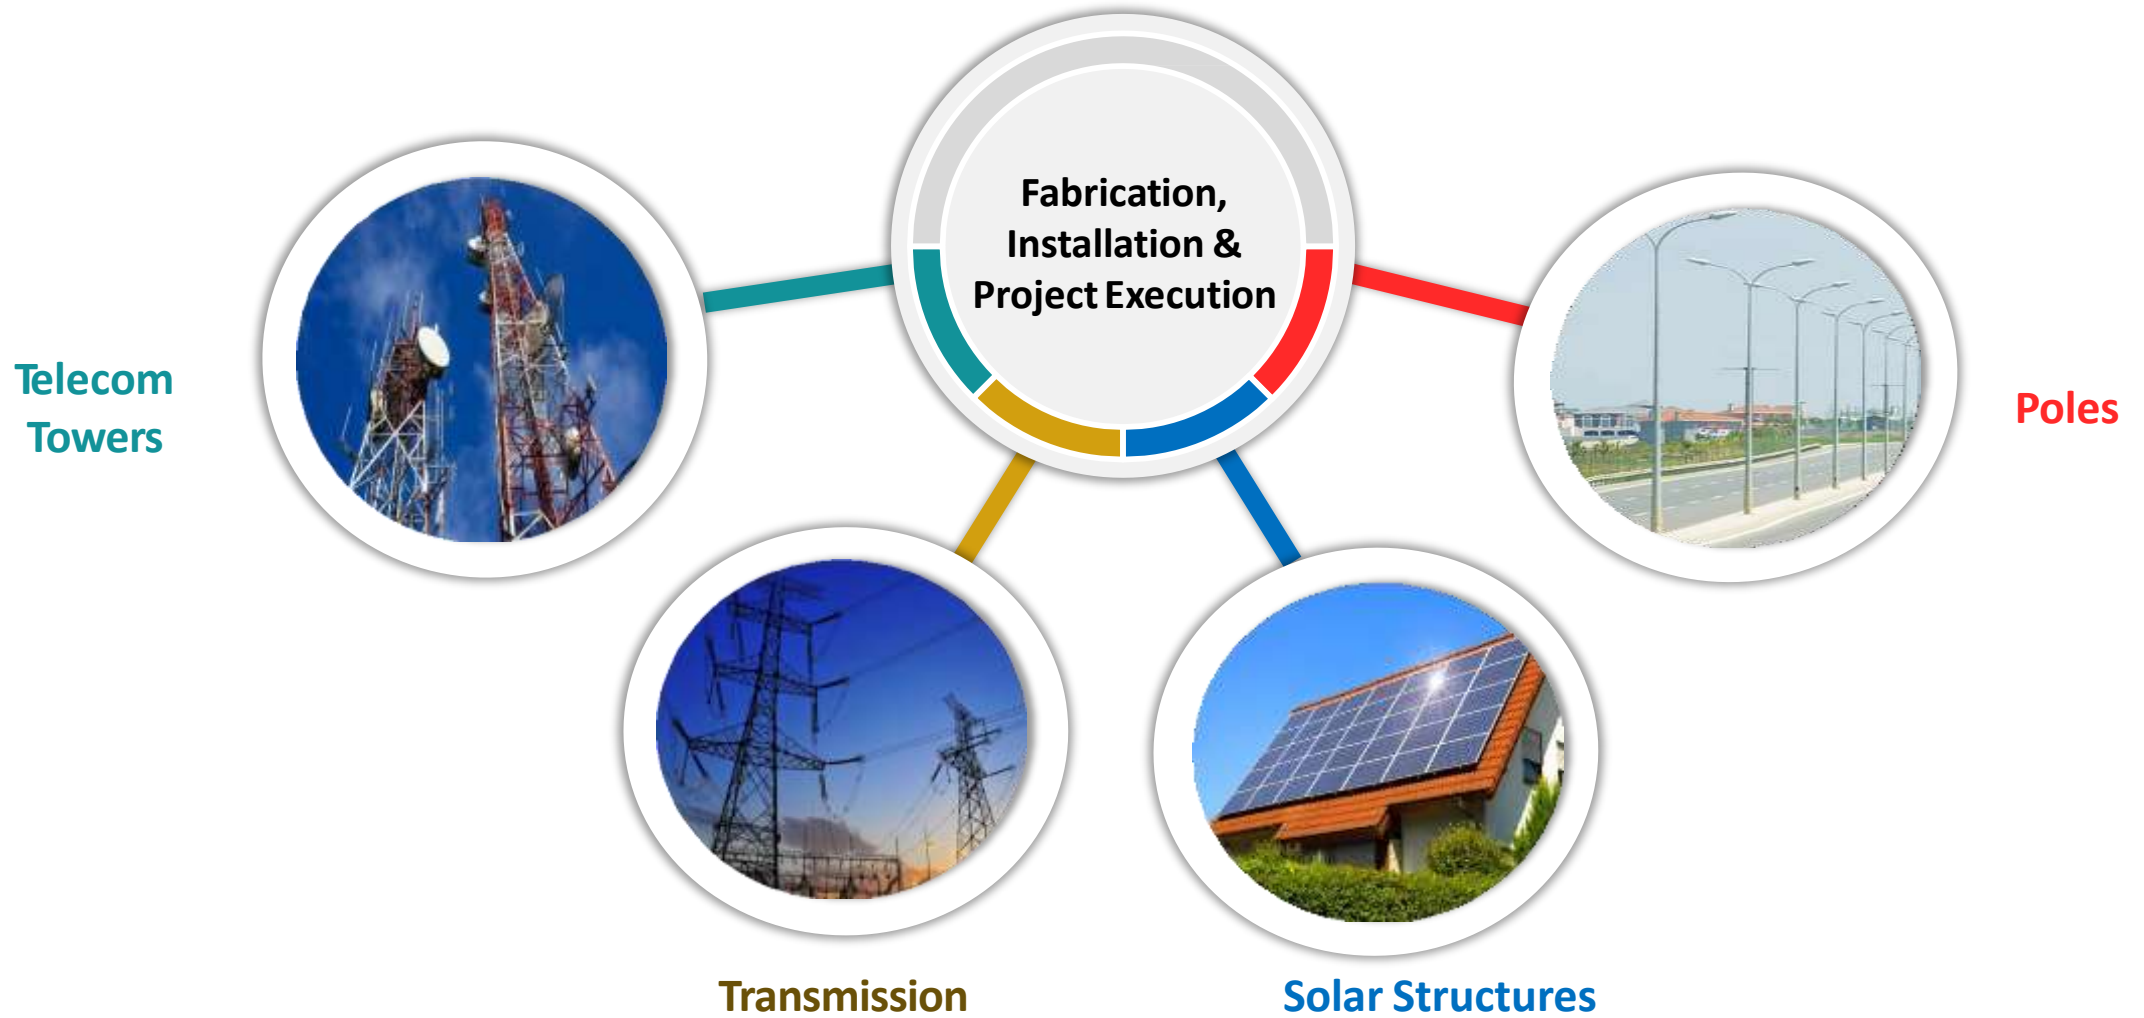 Fabrication,
Installation &
Project Execution
Telecom
Towers
Poles
Transmission
Solar Structures